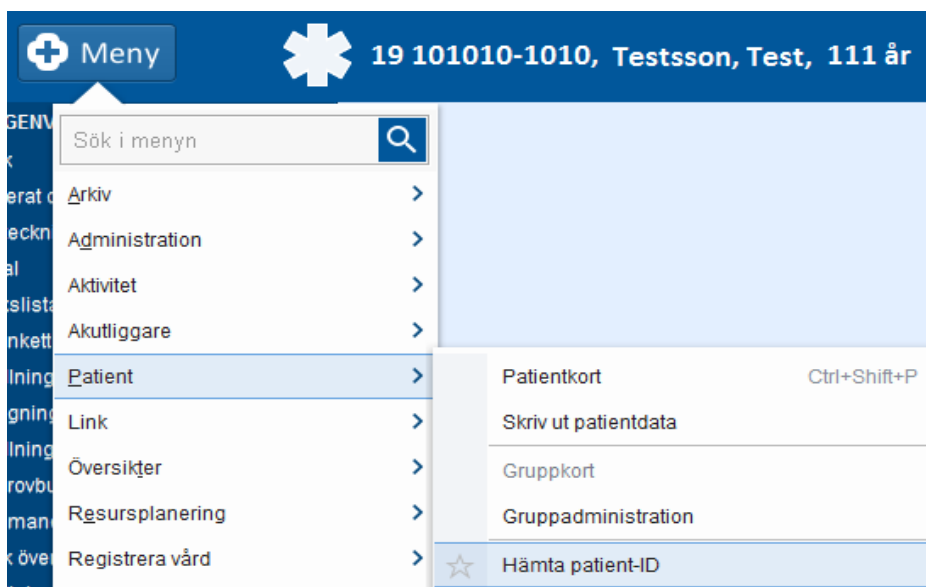 Meny
19 101010-1010, Testsson, Test, 111 år
Sök i menyn
Arkiv
Administration
Aktivitet
Akutliggare
Patient
Link
Översikter
Resursplanering
Registrera vård
Patientkort Ctrl+Shift+P
Skriv ut patientdata
Gruppkort
Gruppadministration
Hämta patient-ID